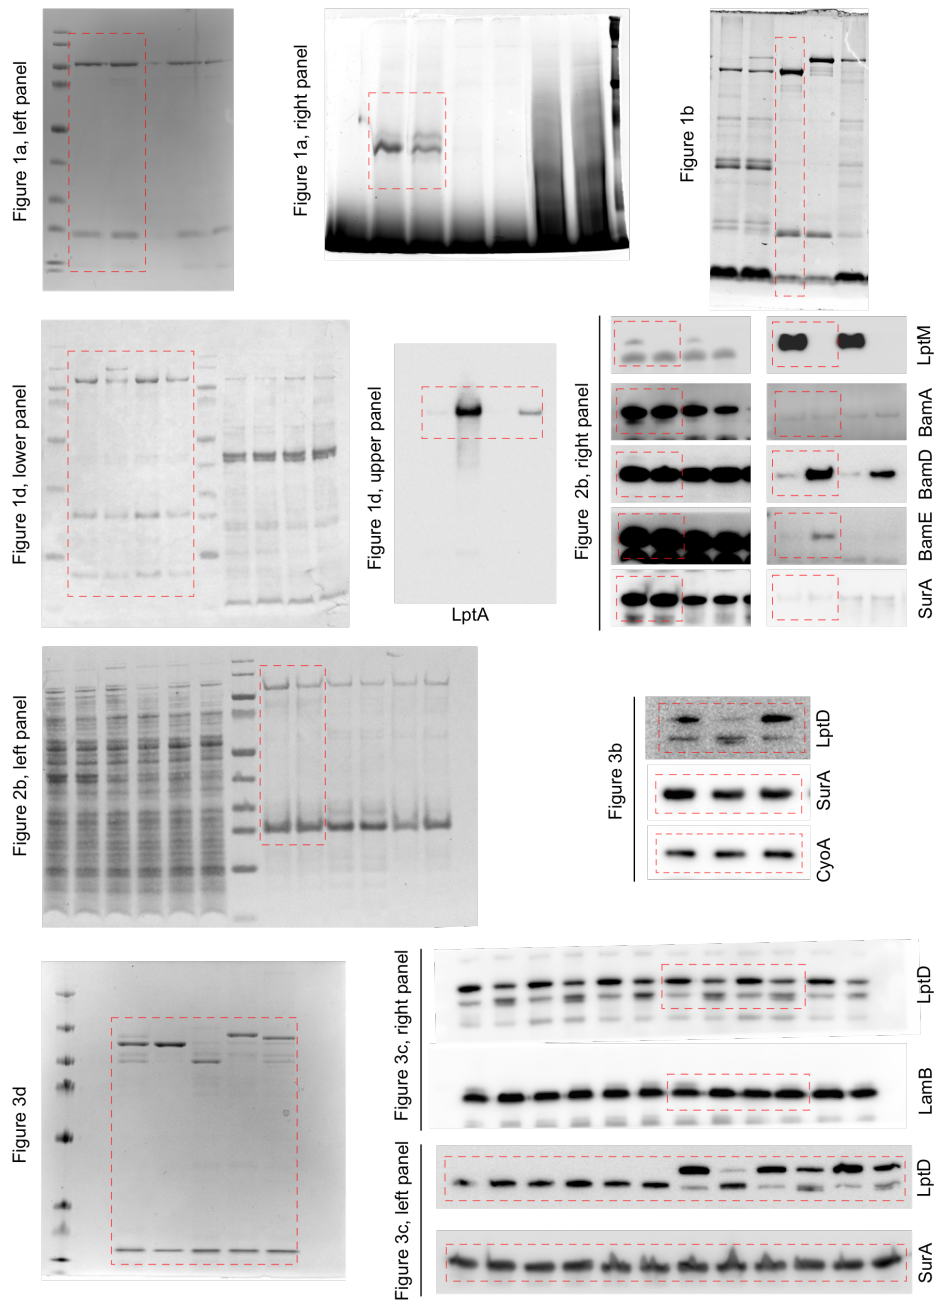 Figure 1a, left panel
Figure 1a, right panel
Figure 1b
Figure 1d, lower panel
Figure 1d, upper panel
LptA
Figure 2b, right panel
LptM
BamA
BamD
BamE
SurA
Figure 2b, left panel
Figure 3b
LptD
SurA
CyoA
Figure 3d
Figure 3c, right panel
LptD
LamB
Figure 3c, left panel
LptD
SurA